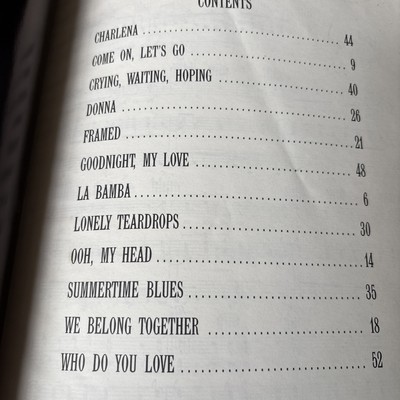 CONTENTS
CHARLENA ........................................ 44
COME ON, LET'S GO ........................................ 9
CRYING, WAITING, HOPING ........................................ 40
DONNA ........................................ 26
FRAMED ........................................ 21
GOODNIGHT, MY LOVE ........................................ 48
LA BAMBA ........................................ 6
LONELY TEARDROPS ........................................ 30
OOH, MY HEAD ........................................ 14
SUMMERTIME BLUES ........................................ 35
WE BELONG TOGETHER ........................................ 18
WHO DO YOU LOVE ........................................ 52